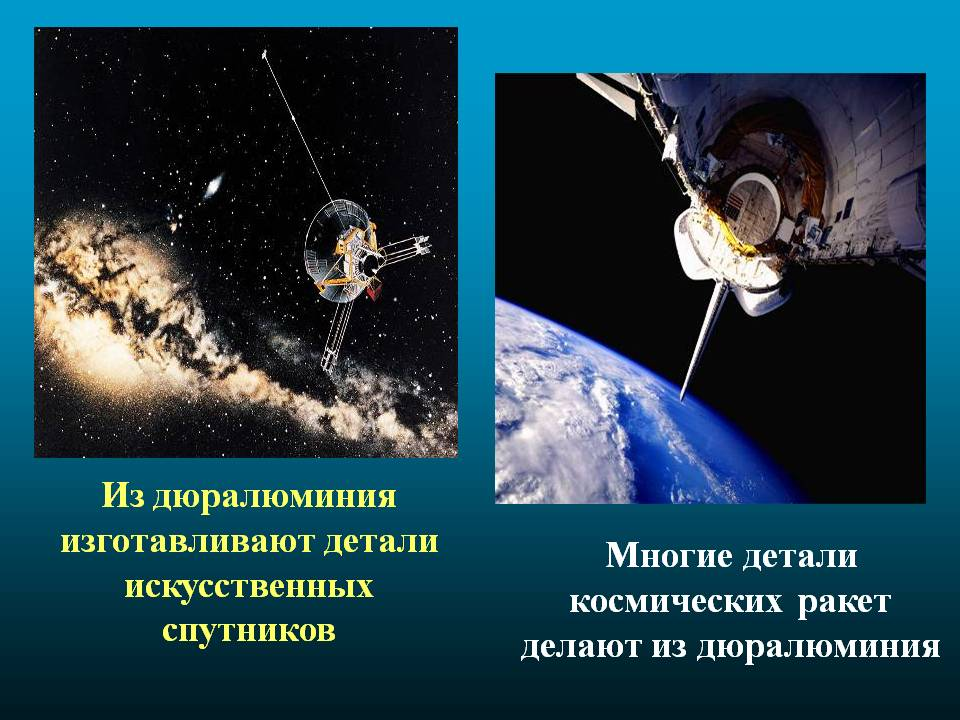 Из дюралюминия
изготавливают детали
искусственных
спутников
Многие детали
космических ракет
делают из дюралюминия